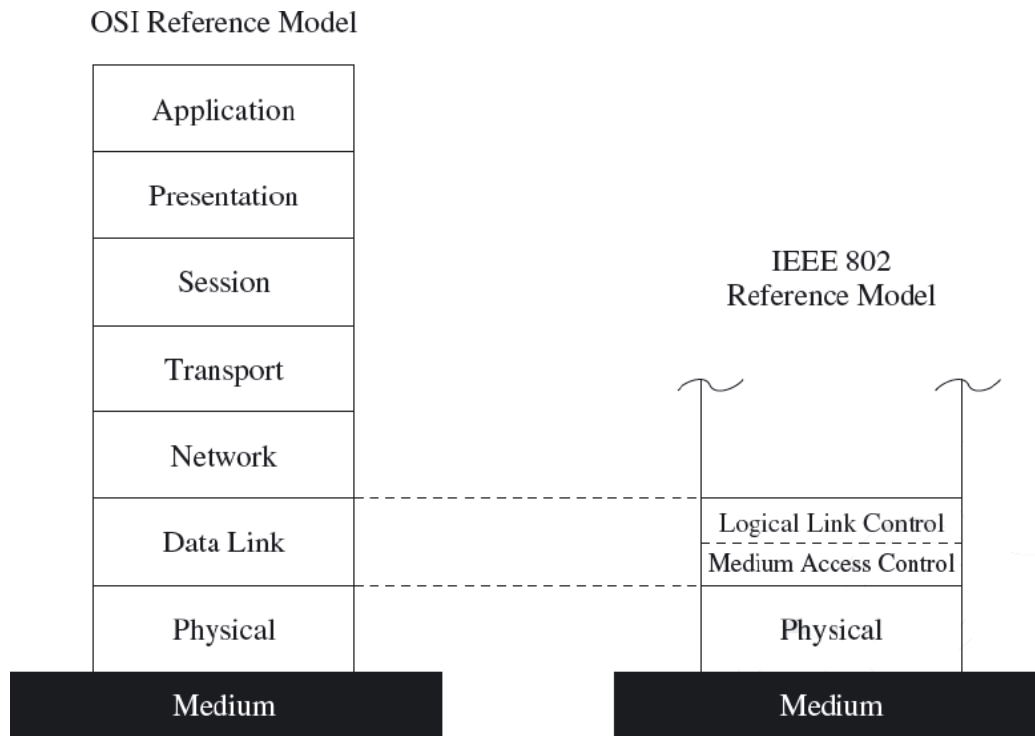 OSI Reference Model
Application
Presentation
Session
Transport
Network
Data Link
Physical
Medium
IEEE 802
Reference Model
Logical Link Control
Medium Access Control
Physical
Medium